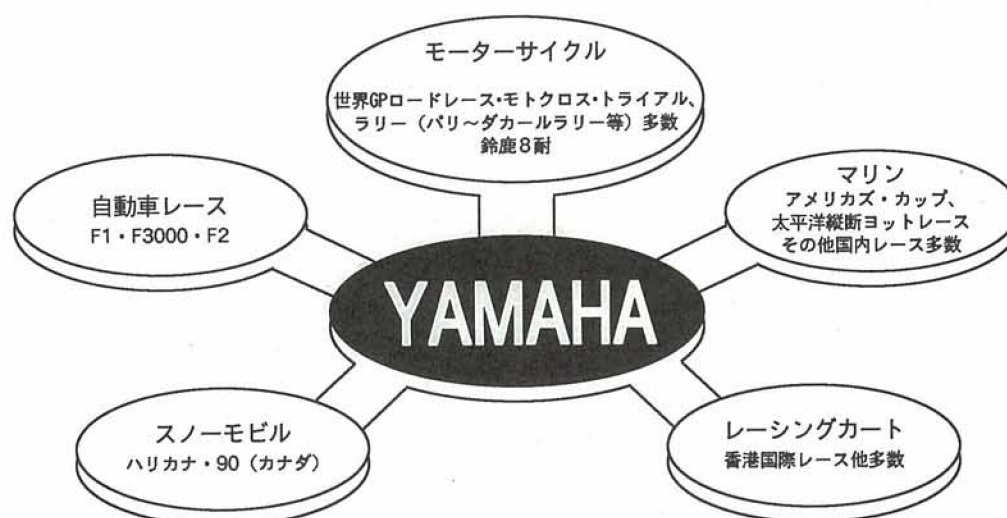 モーターサイクル
世界GPロードレース・モトクロス・トライアル、
ラリー（パリ〜ダカールラリー等）多数
鈴鹿8耐
自動車レース
F1・F3000・F2
マリン
アメリカズ・カップ、
太平洋縦断ヨットレース
その他国内レース多数
YAMAHA
スノーモビル
ハリカナ・90（カナダ）
レーシングカート
香港国際レース他多数